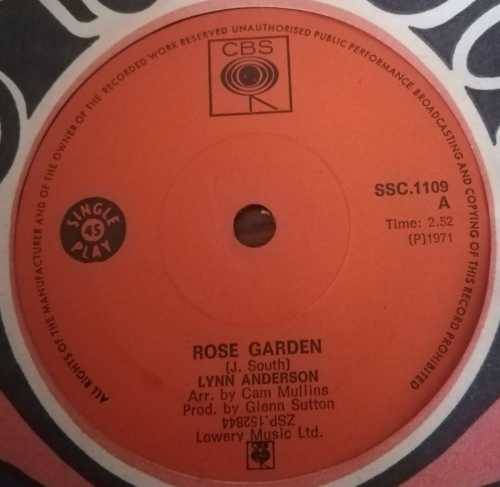 ALL RIGHTS OF THE MANUFACTURER AND OF THE OWNER OF THE RECORDED WORK RESERVED UNAUTHORISED PUBLIC PERFORMANCE BROADCASTING AND COPYING OF THIS RECORD PROHIBITED
CBS
SSC.1109
A
Time: 2.52
(P)1971
SINGLE
45
PLAY
ROSE GARDEN
(J. South)
LYNN ANDERSON
Arr. by Cam Mullins
Prod. by Glenn Sutton
ZSP.152844
Lowery Music Ltd.